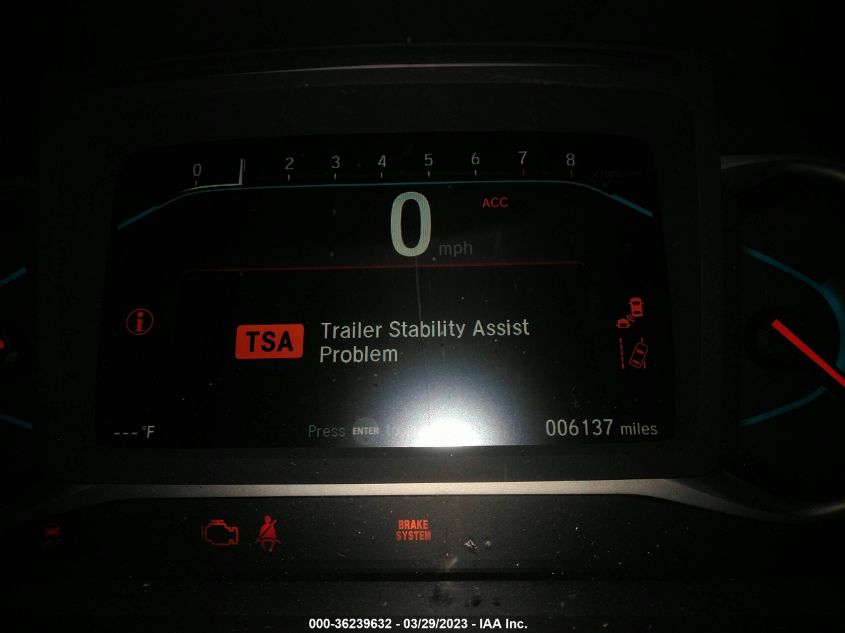 0 2 3 4 5 6 7 8
ACC
0 mph
TSA Trailer Stability Assist
Problem
--- °F
Press ENTER
006137 miles
BRAKE
SYSTEM
000-36239632 - 03/29/2023 - IAA Inc.